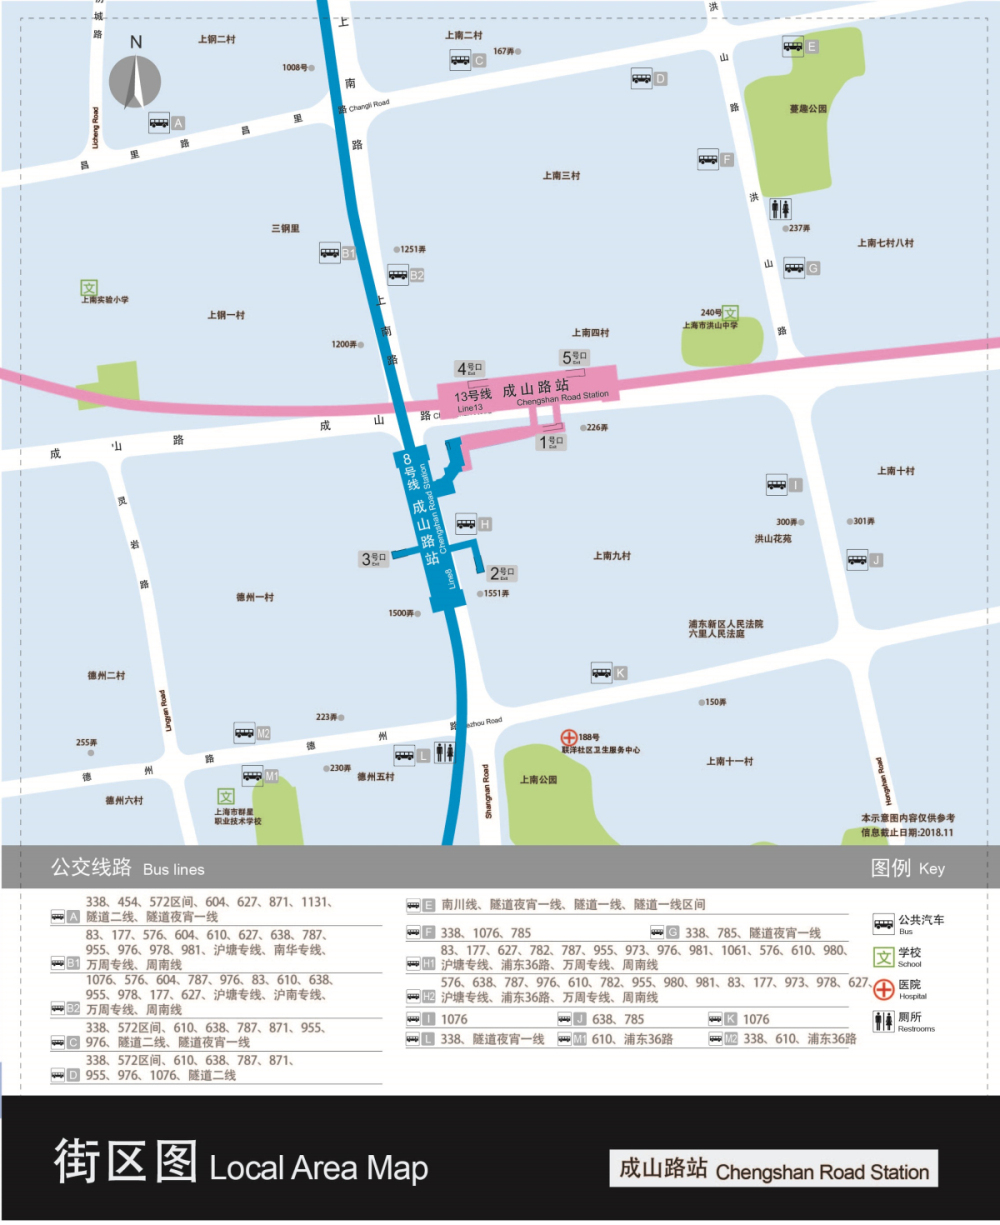 城
路
上钢二村
上
上南二村
洪
E
N
167弄
C
1008号
山
D
南
路
Changli Road
路
蔓趣公园
Licheng Road
A
里
昌
路
里
昌
路
F
上南三村
洪
三钢里
237弄
上南七村八村
B1
1251弄
山
G
B2
文
上南实验小学
上
上钢一村
240号
文
上海市洪山中学
南
上南四村
路
1200弄
路
4号口
Exit
5号口
Exit
13号线
Line13
成山路站
Chengshan Road Station
成
山
路
成
山
路
226弄
1号口
Exit
8号线
成山路站
Chengshan Road Station
Line8
上南十村
I
灵
岩
路
H
300弄
301弄
洪山花苑
3号口
Exit
上南九村
J
2号口
Exit
1551弄
德州一村
1500弄
浦东新区人民法院
六里人民法庭
德州二村
K
Lingyan Road
150弄
223弄
路
ezhou Road
M2
州
188号
联洋社区卫生服务中心
255弄
德
路
L
上南十一村
州
德
230弄
德州五村
M1
上南公园
德州六村
文
Shangnan Road
Hongshan Road
上海市群星
职业技术学校
本示意图内容仅供参考
信息截止日期:2018.11
公交线路 Bus lines
图例 Key
A 338、454、572区间、604、627、871、1131、
隧道二线、隧道夜宵一线
B1 83、177、576、604、610、627、638、787、
955、976、978、981、沪塘专线、南华专线、
万周专线、周南线
B2 1076、576、604、787、976、83、610、638、
955、978、177、627、沪塘专线、沪南专线、
万周专线、周南线
C 338、572区间、610、638、787、871、955、
976、隧道二线、隧道夜宵一线
D 338、572区间、610、638、787、871、
955、976、1076、隧道二线
E 南川线、隧道夜宵一线、隧道一线、隧道一线区间
F 338、1076、785
G 338、785、隧道夜宵一线
H1 83、177、627、782、787、955、973、976、981、1061、576、610、980、
沪塘专线、浦东36路、万周专线、周南线
H2 576、638、787、976、610、782、955、980、981、83、177、973、978、627、
沪塘专线、浦东36路、万周专线、周南线
I 1076
J 638、785
K 1076
L 338、隧道夜宵一线
M1 610、浦东36路
M2 338、610、浦东36路
公共汽车
Bus
文 学校
School
医院
Hospital
厕所
Restrooms
街区图 Local Area Map
成山路站 Chengshan Road Station